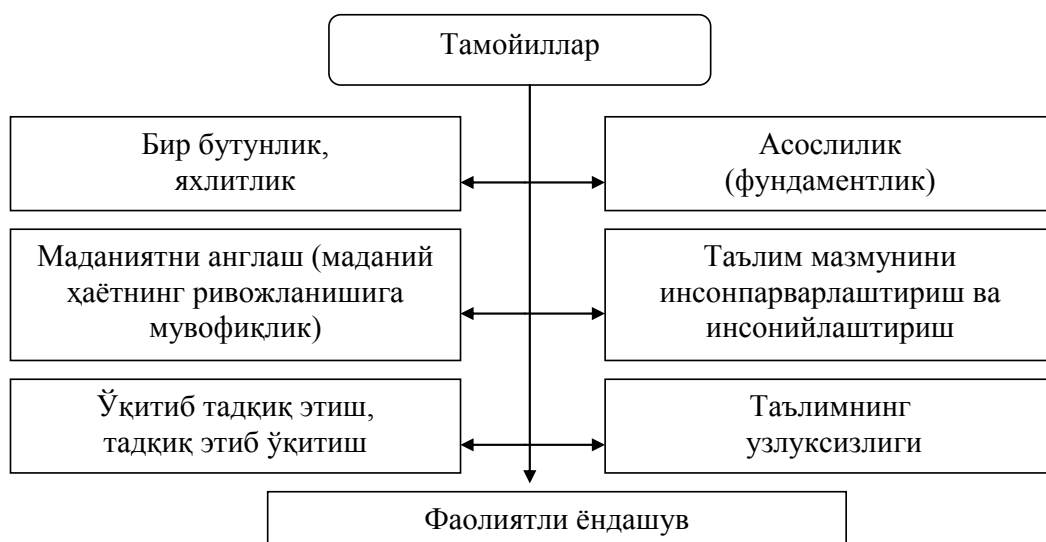 Тамойиллар
Бир бутунлик,
яхлитлик
Асослилик
(фундаментлик)
Маданиятни англаш (маданий
ҳаётнинг ривожланишига
мувофиқлик)
Таълим мазмунини
инсонпарварлаштириш ва
инсонийлаштириш
Ўқитиб тадқиқ этиш,
тадқиқ этиб ўқитиш
Таълимнинг
узлуксизлиги
Фаолиятли ёндашув